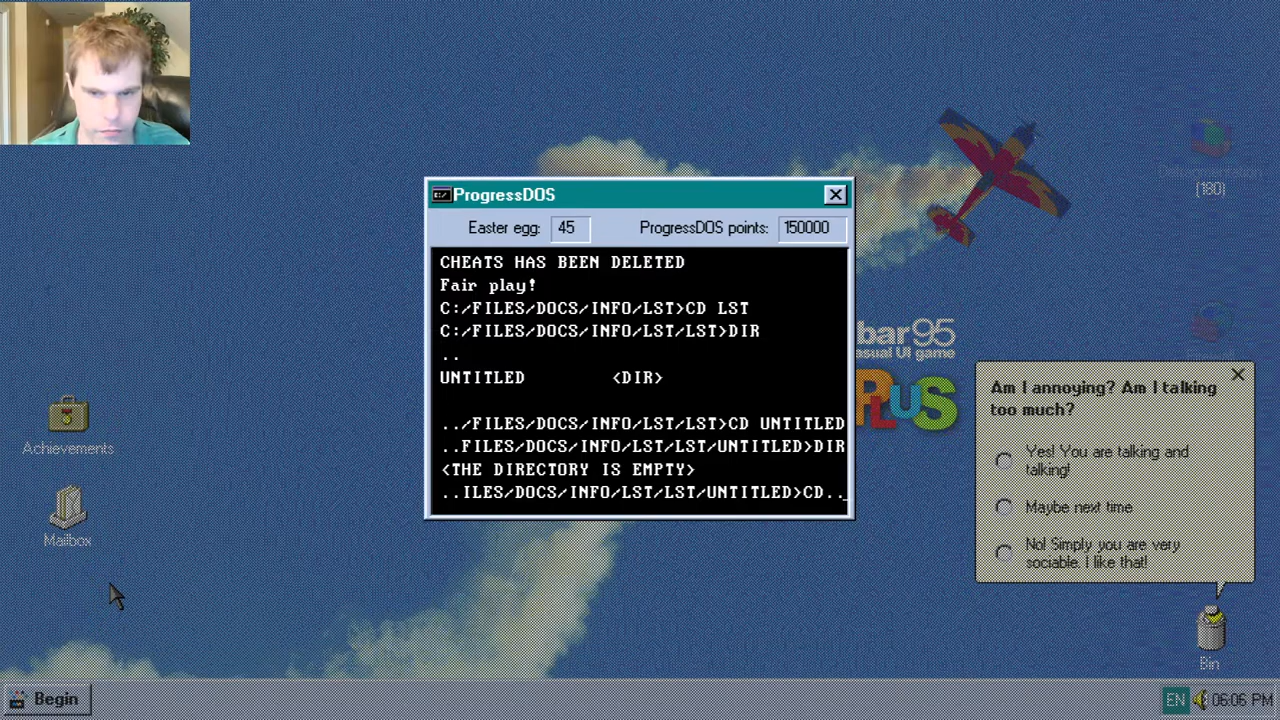 ProgressDOS
Easter egg: 45 ProgressDOS points: 150000
CHEATS HAS BEEN DELETED
Fair play!
C:/FILES/DOCS/INFO/LST>CD LST
C:/FILES/DOCS/INFO/LST/LST>DIR
..
UNTITLED <DIR>
../FILES/DOCS/INFO/LST/LST>CD UNTITLED
..FILES/DOCS/INFO/LST/LST/UNTITLED>DIR
<THE DIRECTORY IS EMPTY>
..ILES/DOCS/INFO/LST/LST/UNTITLED>CD.._
[180]
bar95
asual UI game
PLUS
Am I annoying? Am I talking
too much?
Yes! You are talking and
talking!
Maybe next time
No! Simply you are very
sociable. I like that!
Achievements
Mailbox
Bin
Begin
EN 06:06 PM